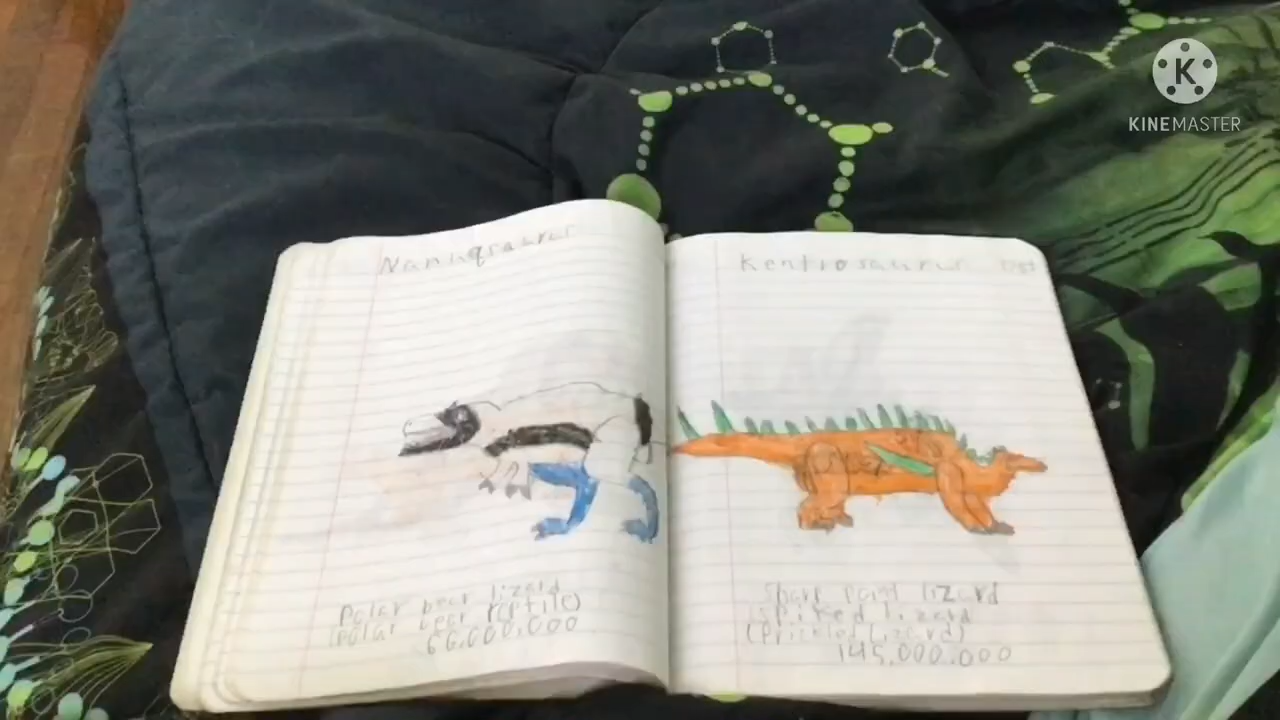 Nanuqsaurus
Polar bear lizard
(polar bear reptile)
66.000.000
Kentrosaurus
Sharp point lizard
(spiked lizard
(prickled lizard)
145.000.000
KINEMASTER